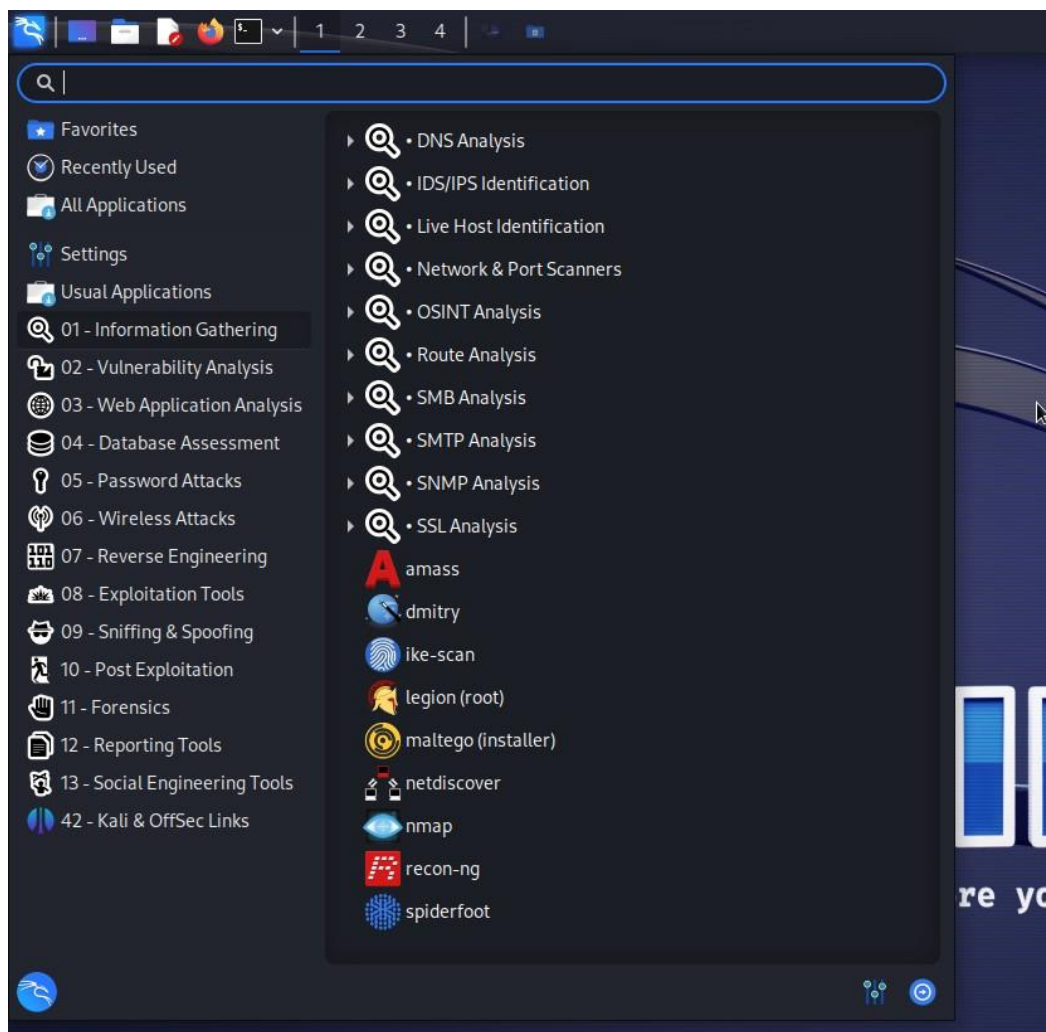 1 2 3 4
Favorites
Recently Used
All Applications
Settings
Usual Applications
01 - Information Gathering
02 - Vulnerability Analysis
03 - Web Application Analysis
04 - Database Assessment
05 - Password Attacks
06 - Wireless Attacks
07 - Reverse Engineering
08 - Exploitation Tools
09 - Sniffing & Spoofing
10 - Post Exploitation
11 - Forensics
12 - Reporting Tools
13 - Social Engineering Tools
42 - Kali & OffSec Links
• DNS Analysis
• IDS/IPS Identification
• Live Host Identification
• Network & Port Scanners
• OSINT Analysis
• Route Analysis
• SMB Analysis
• SMTP Analysis
• SNMP Analysis
• SSL Analysis
amass
dmitry
ike-scan
legion (root)
maltego (installer)
netdiscover
nmap
recon-ng
spiderfoot
re yo